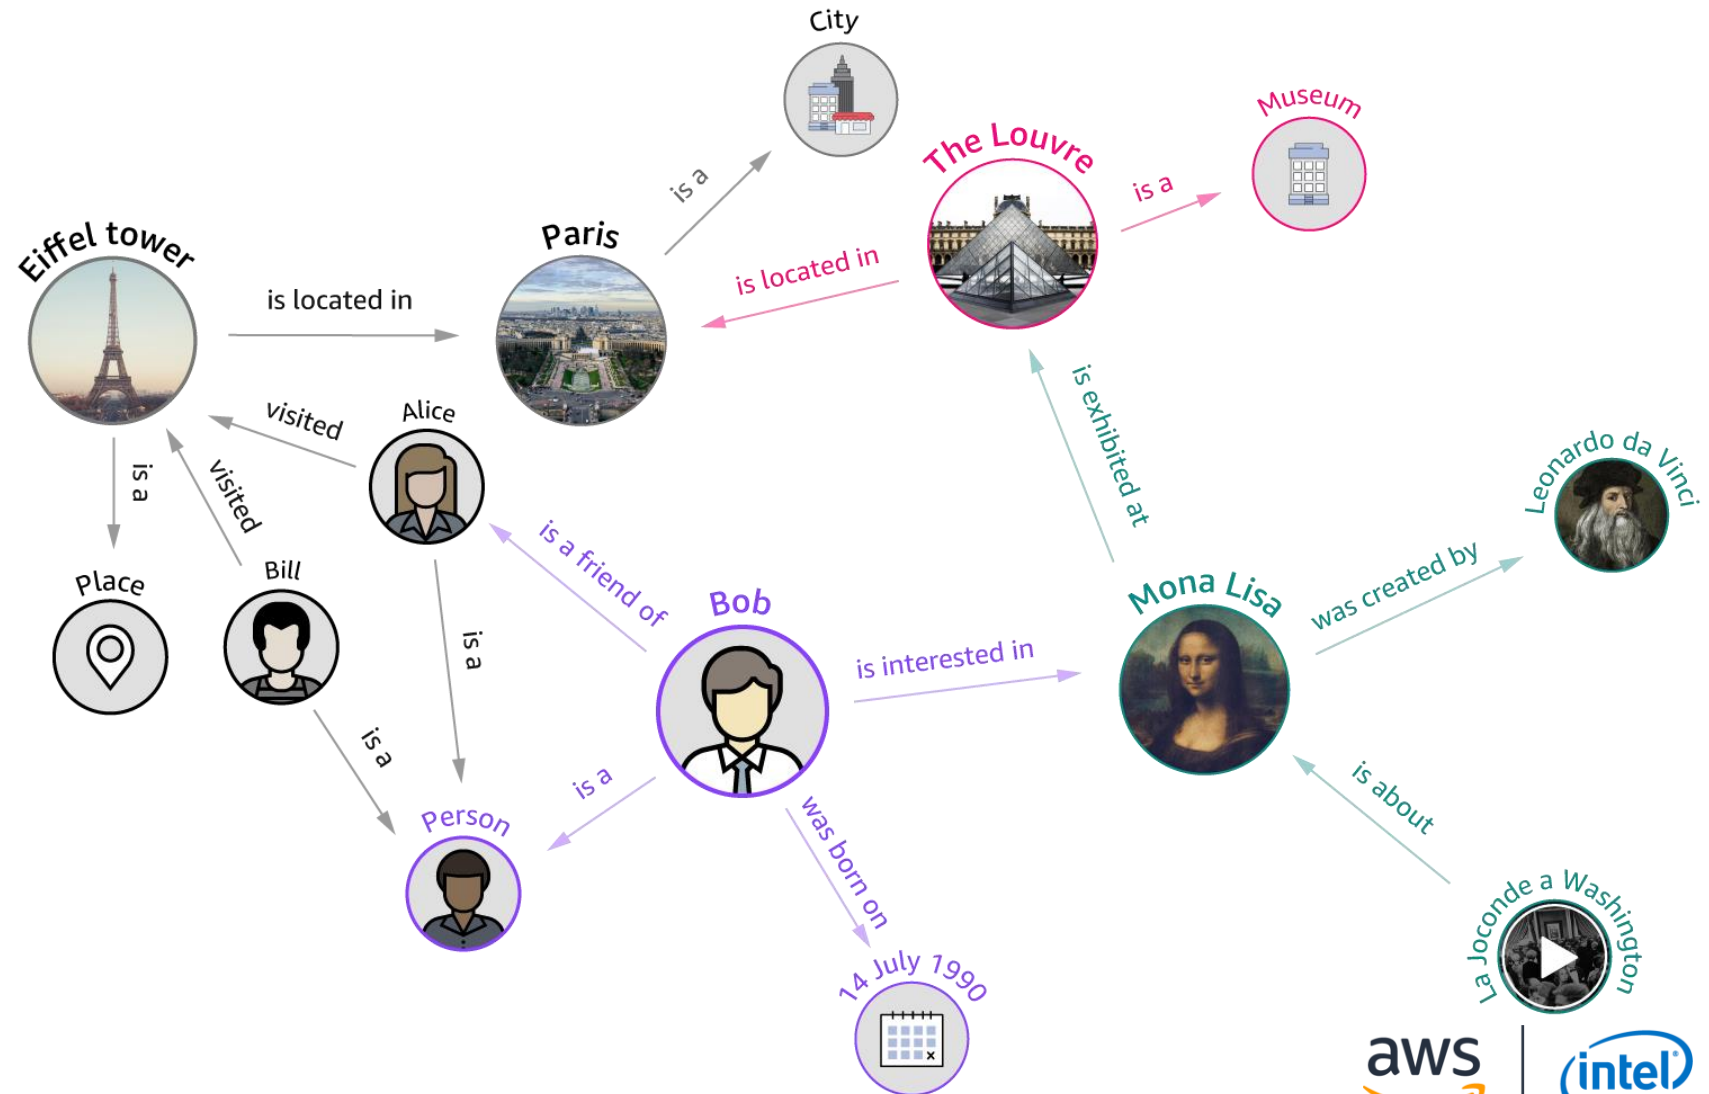 City
Museum
The Louvre
is a
is a
Eiffel tower
Paris
is located in
is located in
visited
Alice
is exhibited at
Leonardo da Vinci
is a
visited
is a friend of
Place
Bill
Bob
Mona Lisa
was created by
is a
is interested in
is a
is a
is about
Person
was born on
La Joconde a Washington
14 July 1990
aws
intel